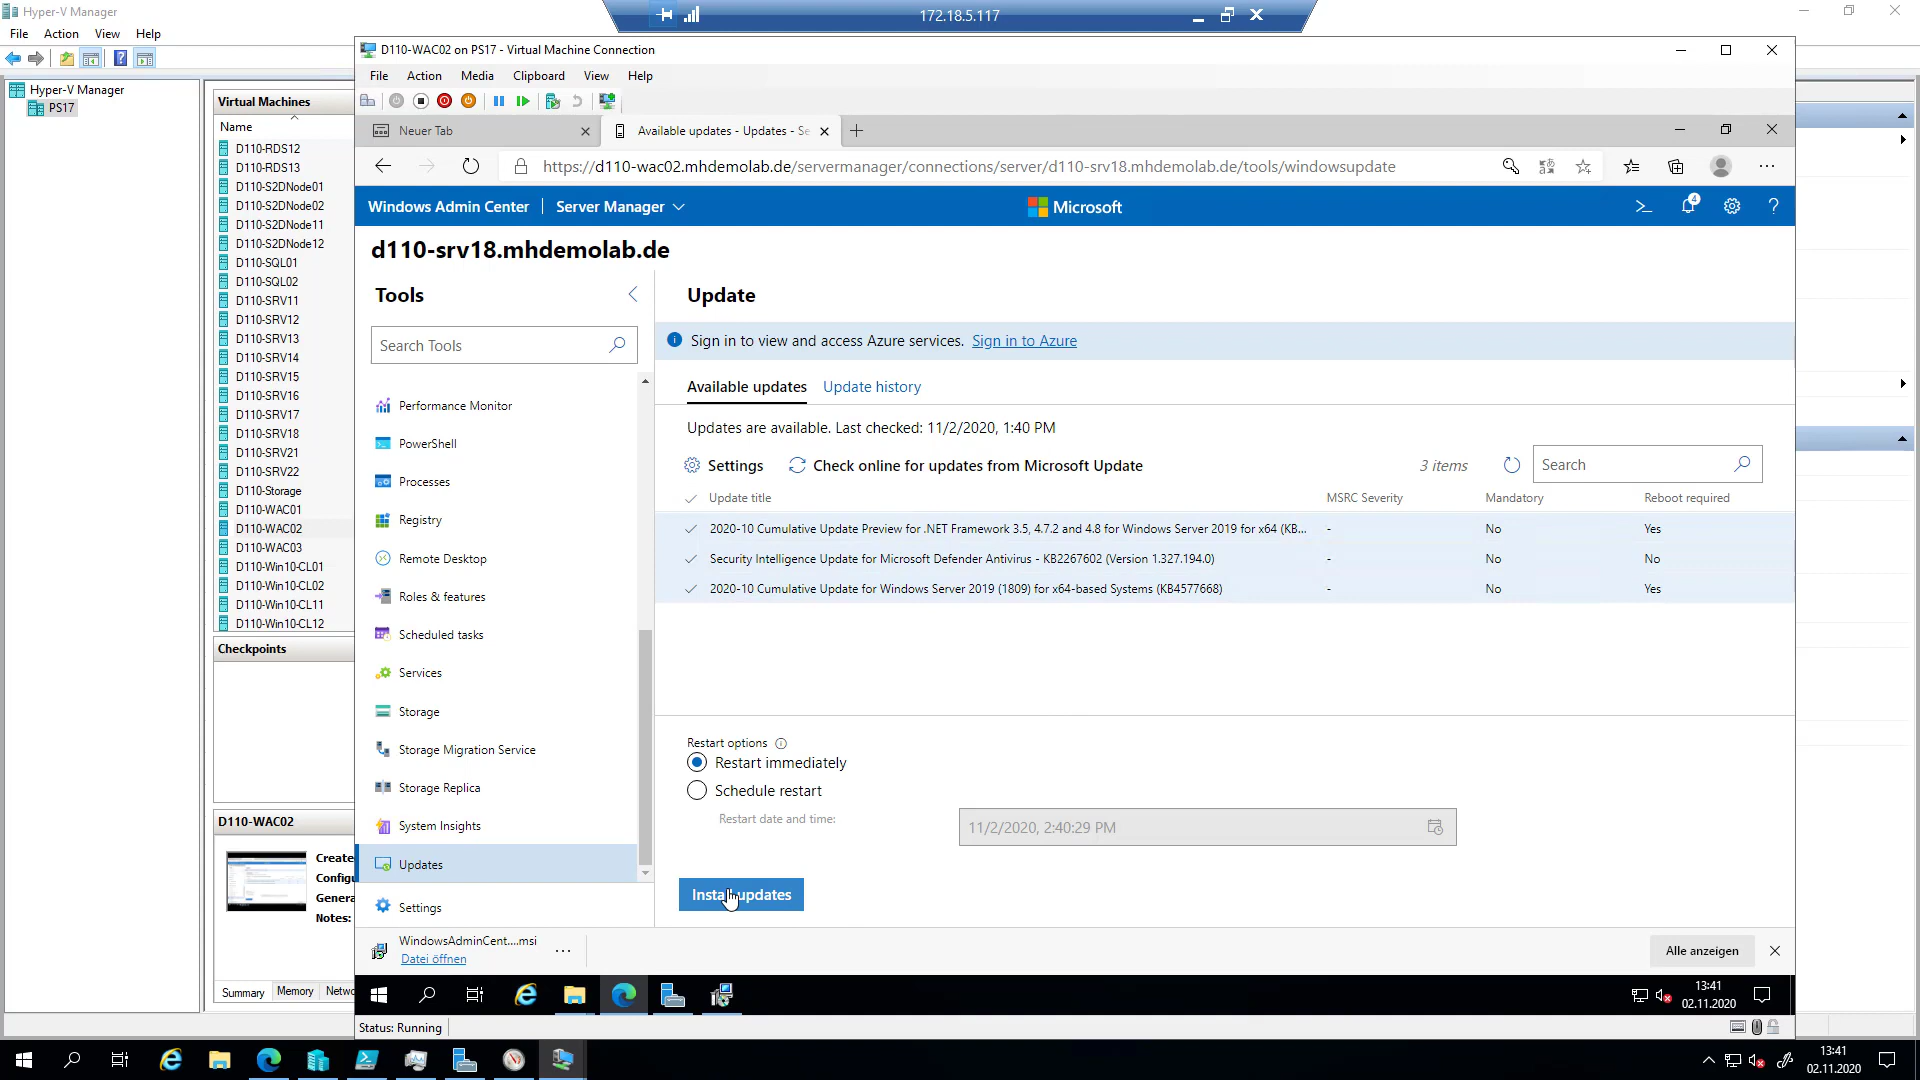 Hyper-V Manager
172.18.5.117
File Action View Help
D110-WAC02 on PS17 - Virtual Machine Connection
File Action Media Clipboard View Help
Hyper-V Manager
PS17
Virtual Machines
Name
D110-RDS12
D110-RDS13
D110-S2DNode01
D110-S2DNode02
D110-S2DNode11
D110-S2DNode12
D110-SQL01
D110-SQL02
D110-SRV11
D110-SRV12
D110-SRV13
D110-SRV14
D110-SRV15
D110-SRV16
D110-SRV17
D110-SRV18
D110-SRV21
D110-SRV22
D110-Storage
D110-WAC01
D110-WAC02
D110-WAC03
D110-Win10-CL01
D110-Win10-CL02
D110-Win10-CL11
D110-Win10-CL12
Checkpoints
D110-WAC02
Create
Config
Genera
Notes:
Summary Memory Netwo
Neuer Tab
Available updates - Updates - Se
https://d110-wac02.mhdemolab.de/servermanager/connections/server/d110-srv18.mhdemolab.de/tools/windowsupdate
Windows Admin Center Server Manager
Microsoft
4
?
d110-srv18.mhdemolab.de
Tools
Search Tools
Performance Monitor
PowerShell
Processes
Registry
Remote Desktop
Roles & features
Scheduled tasks
Services
Storage
Storage Migration Service
Storage Replica
System Insights
Updates
Settings
Update
Sign in to view and access Azure services. Sign in to Azure
Available updates Update history
Updates are available. Last checked: 11/2/2020, 1:40 PM
Settings Check online for updates from Microsoft Update 3 items Search
Update title MSRC Severity Mandatory Reboot required
2020-10 Cumulative Update Preview for .NET Framework 3.5, 4.7.2 and 4.8 for Windows Server 2019 for x64 (KB... - No Yes
Security Intelligence Update for Microsoft Defender Antivirus - KB2267602 (Version 1.327.194.0) - No No
2020-10 Cumulative Update for Windows Server 2019 (1809) for x64-based Systems (KB4577668) - No Yes
Restart options
Restart immediately
Schedule restart
Restart date and time: 11/2/2020, 2:40:29 PM
Install updates
WindowsAdminCent....msi
Datei öffnen
Alle anzeigen
13:41
02.11.2020
Status: Running
13:41
02.11.2020